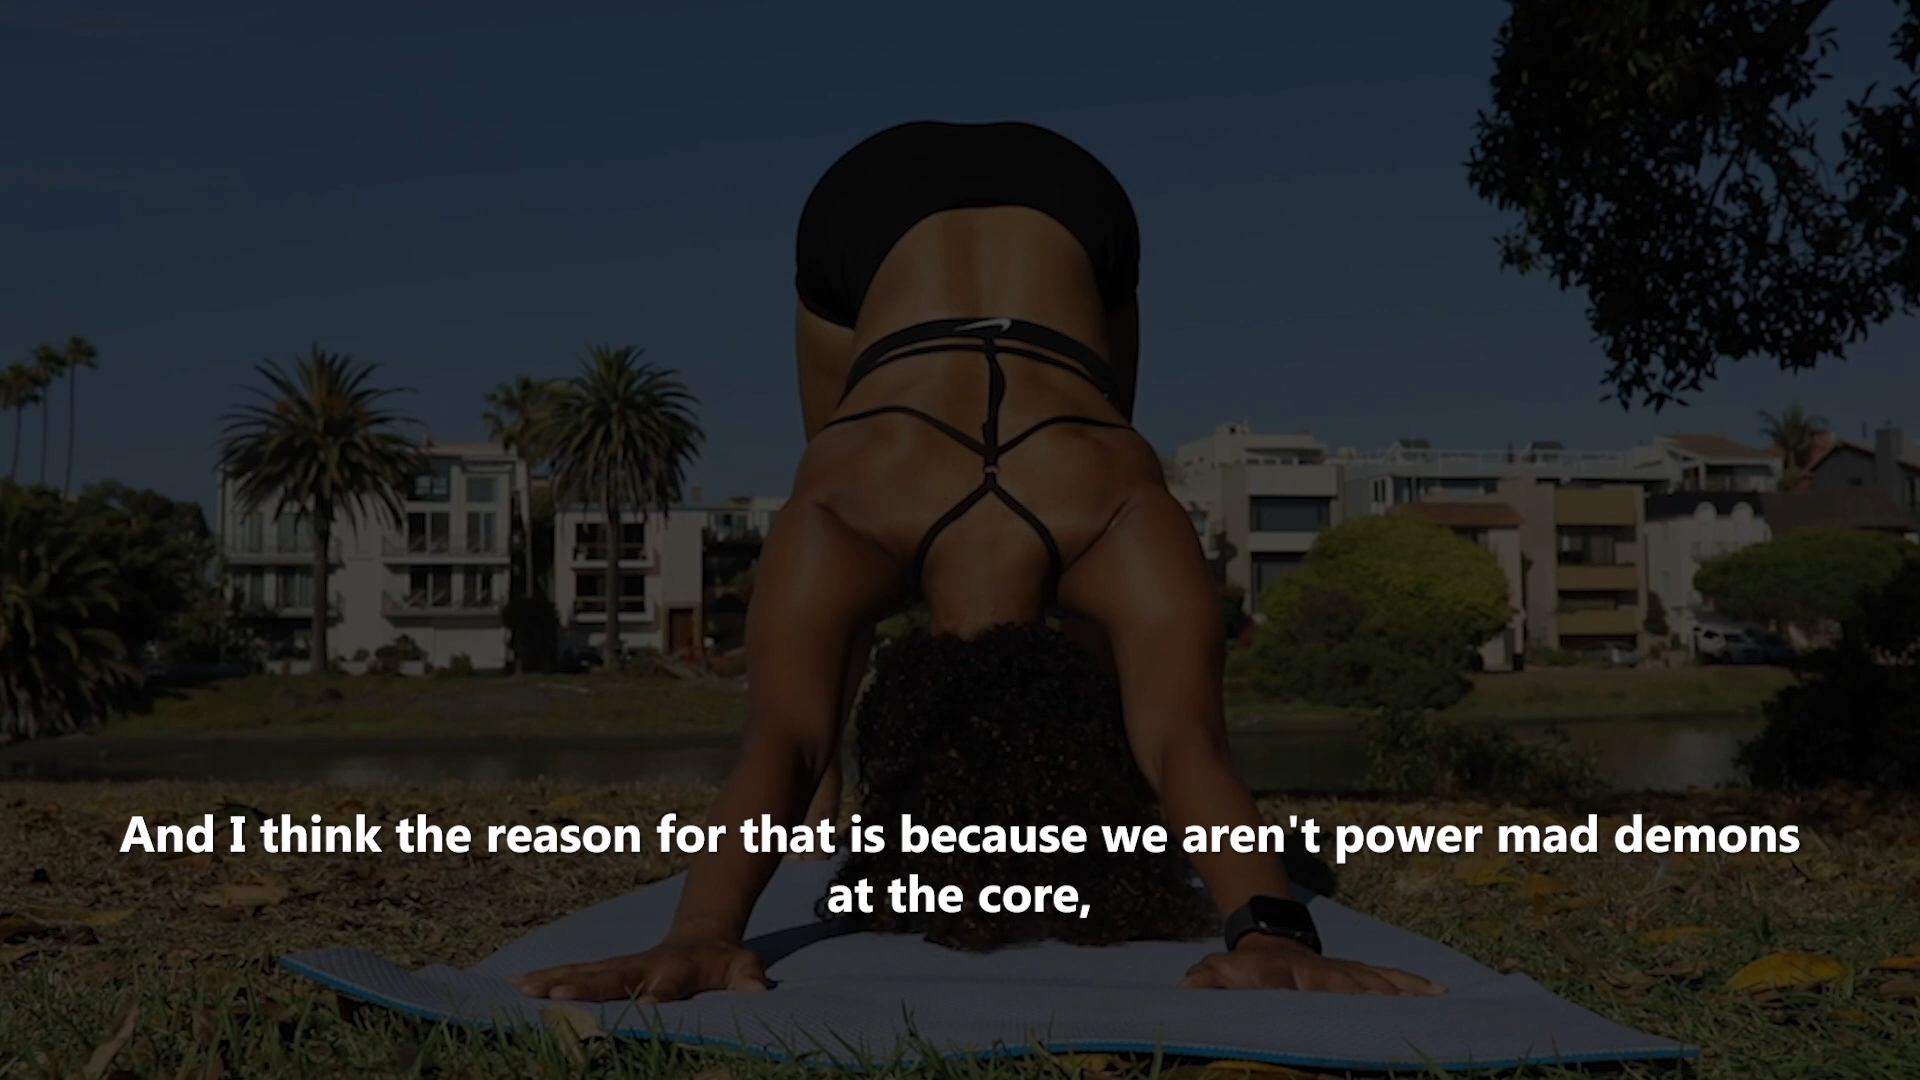 And I think the reason for that is because we aren't power mad demons
at the core,